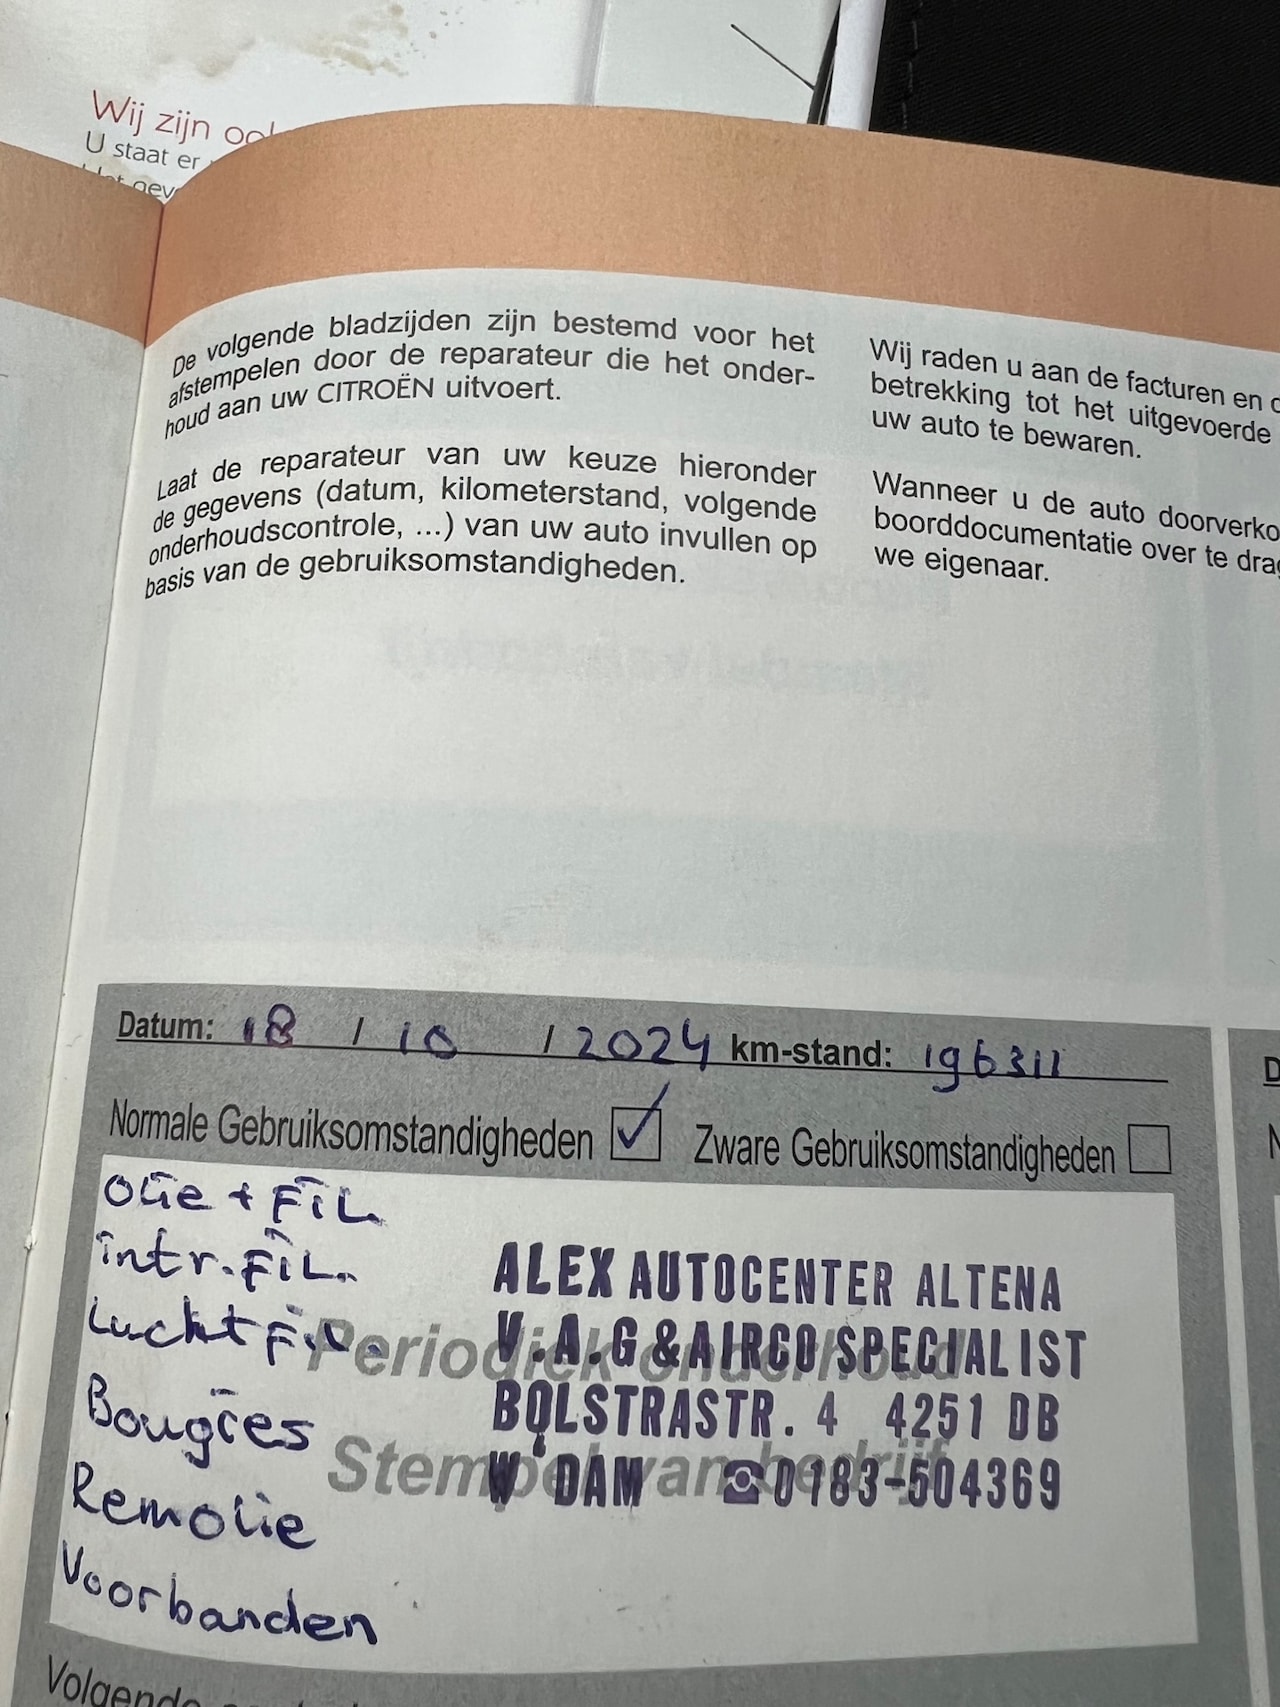 Wij zijn
U staat er
De volgende bladzijden zijn bestemd voor het
afstempelen door de reparateur die het onder-
houd aan uw CITROËN uitvoert.
Laat de reparateur van uw keuze hieronder
de gegevens (datum, kilometerstand, volgende
onderhoudscontrole, ...) van uw auto invullen op
basis van de gebruiksomstandigheden.
Wij raden u aan de facturen en
betrekking tot het uitgevoerde
uw auto te bewaren.
Wanneer u de auto doorverko
boorddocumentatie over te drag
we eigenaar.
Datum: 18 / 10 / 2024 km-stand: 196311
Normale Gebruiksomstandigheden Zware Gebruiksomstandigheden
Olie + FiL.
intr. FiL.
Lucht Fil.
Bougies
Remolie
Voorbanden
Periodiek onderhoud
Stempel van bedrijf
ALEX AUTOCENTER ALTENA
V.A.G & AIRCO SPECIALIST
BOLSTRASTR. 4 4251 DB
W'DAM ☎0183-504369
Volgende